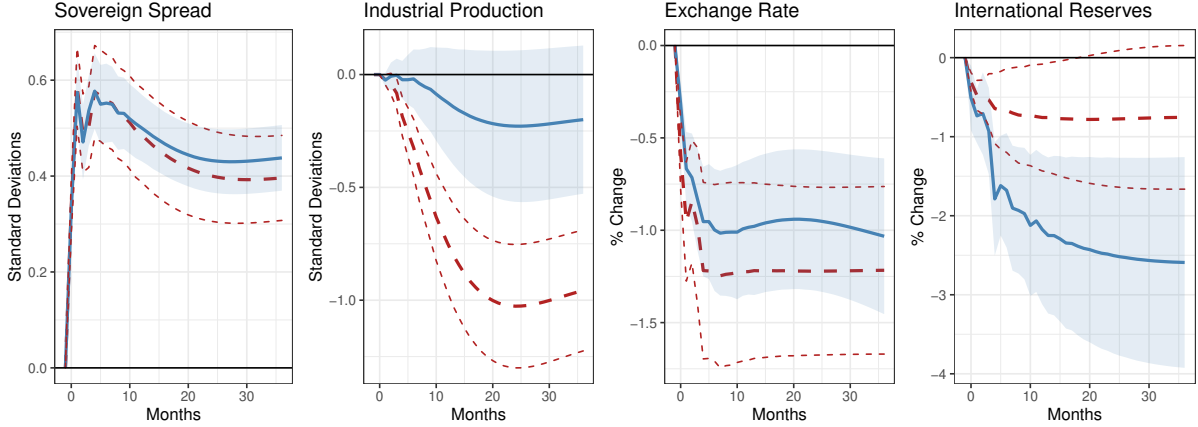 Sovereign Spread
Standard Deviations
0.6
0.4
0.2
0.0
0 10 20 30
Months
Industrial Production
Standard Deviations
0.0
−0.5
−1.0
0 10 20 30
Months
Exchange Rate
% Change
0.0
−0.5
−1.0
−1.5
0 10 20 30
Months
International Reserves
% Change
0
−1
−2
−3
−4
0 10 20 30
Months